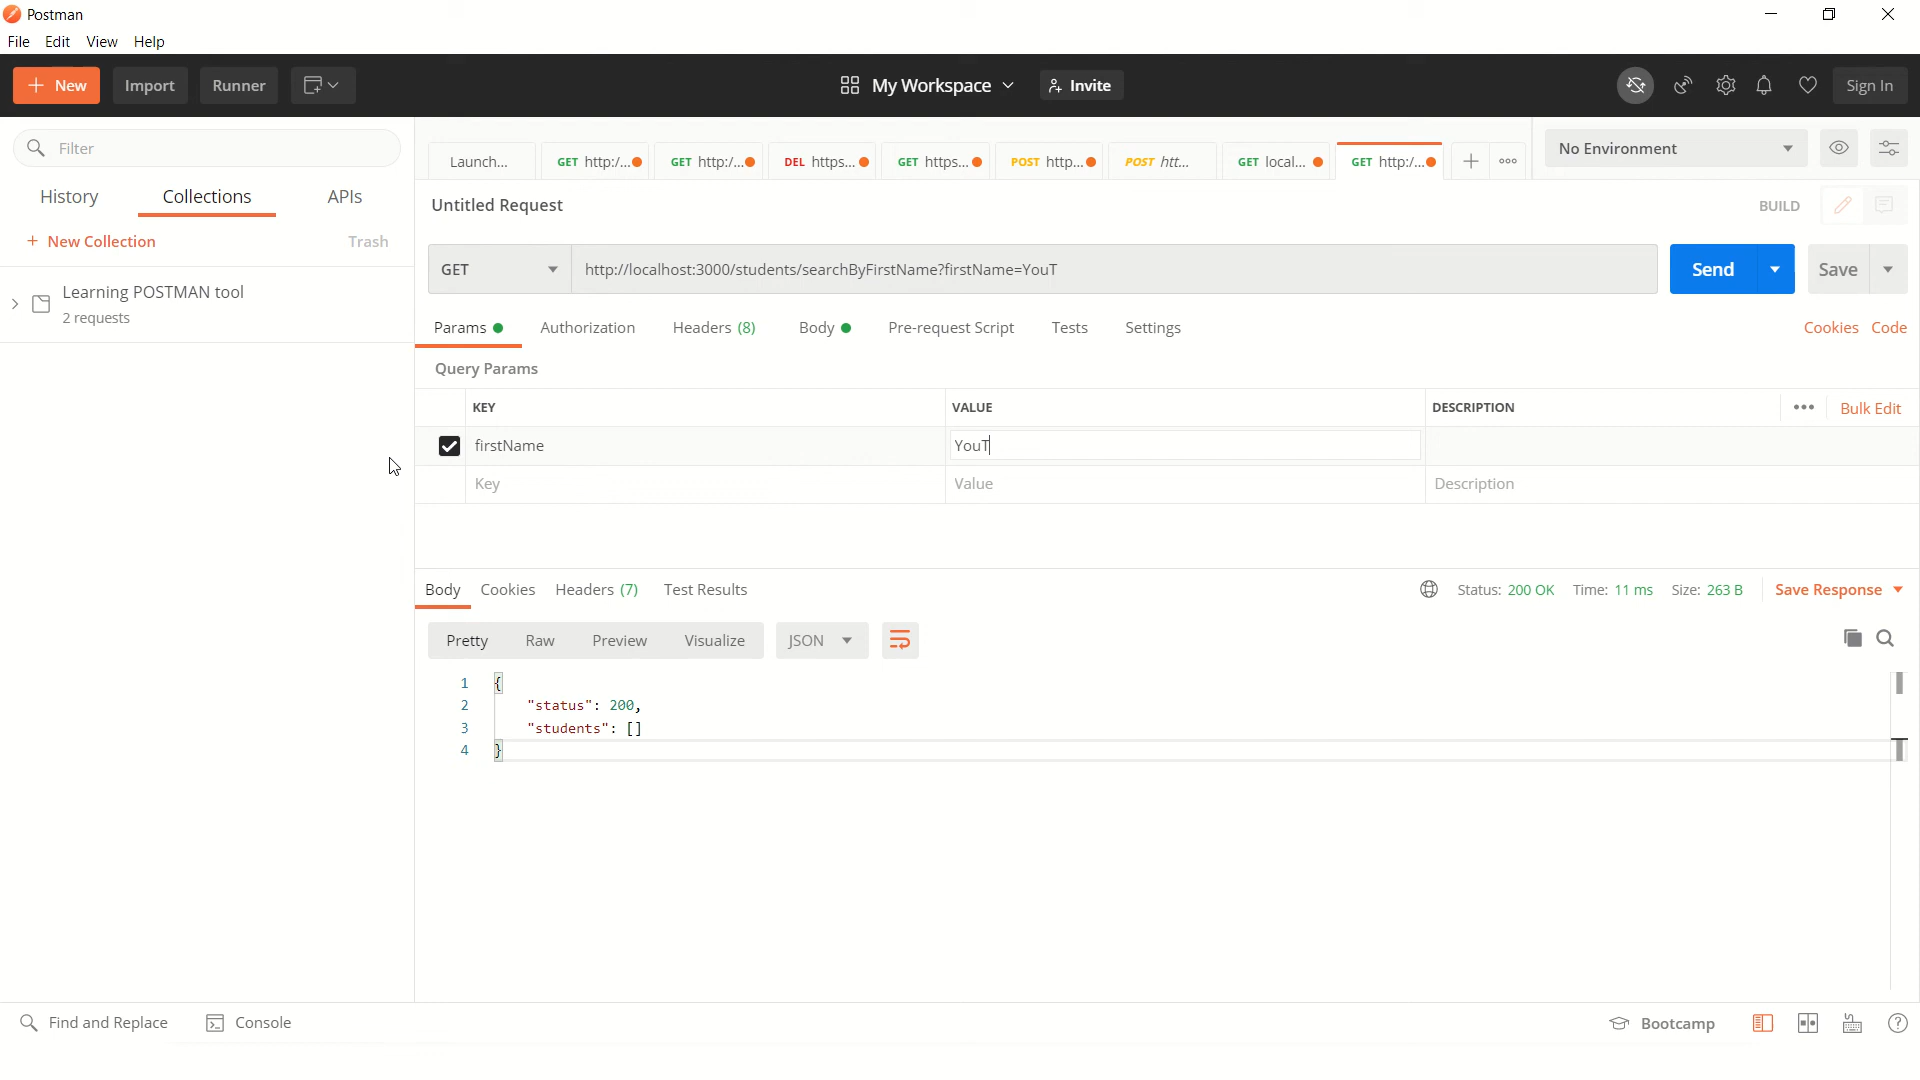 Postman
File Edit View Help
New Import Runner My Workspace Invite Sign In
Filter
History Collections APIs
+ New Collection Trash
Learning POSTMAN tool
2 requests
Launch... GET http:/... GET http:/... DEL https... GET https... POST http... POST htt... GET local... GET http:/...
No Environment
Untitled Request BUILD
GET http://localhost:3000/students/searchByFirstName?firstName=YouT Send Save
Params Authorization Headers (8) Body Pre-request Script Tests Settings Cookies Code
Query Params
KEY VALUE DESCRIPTION Bulk Edit
firstName YouT
Key Value Description
Body Cookies Headers (7) Test Results Status: 200 OK Time: 11 ms Size: 263 B Save Response
Pretty Raw Preview Visualize JSON
1 {
2 "status": 200,
3 "students": []
4 }
Find and Replace Console Bootcamp